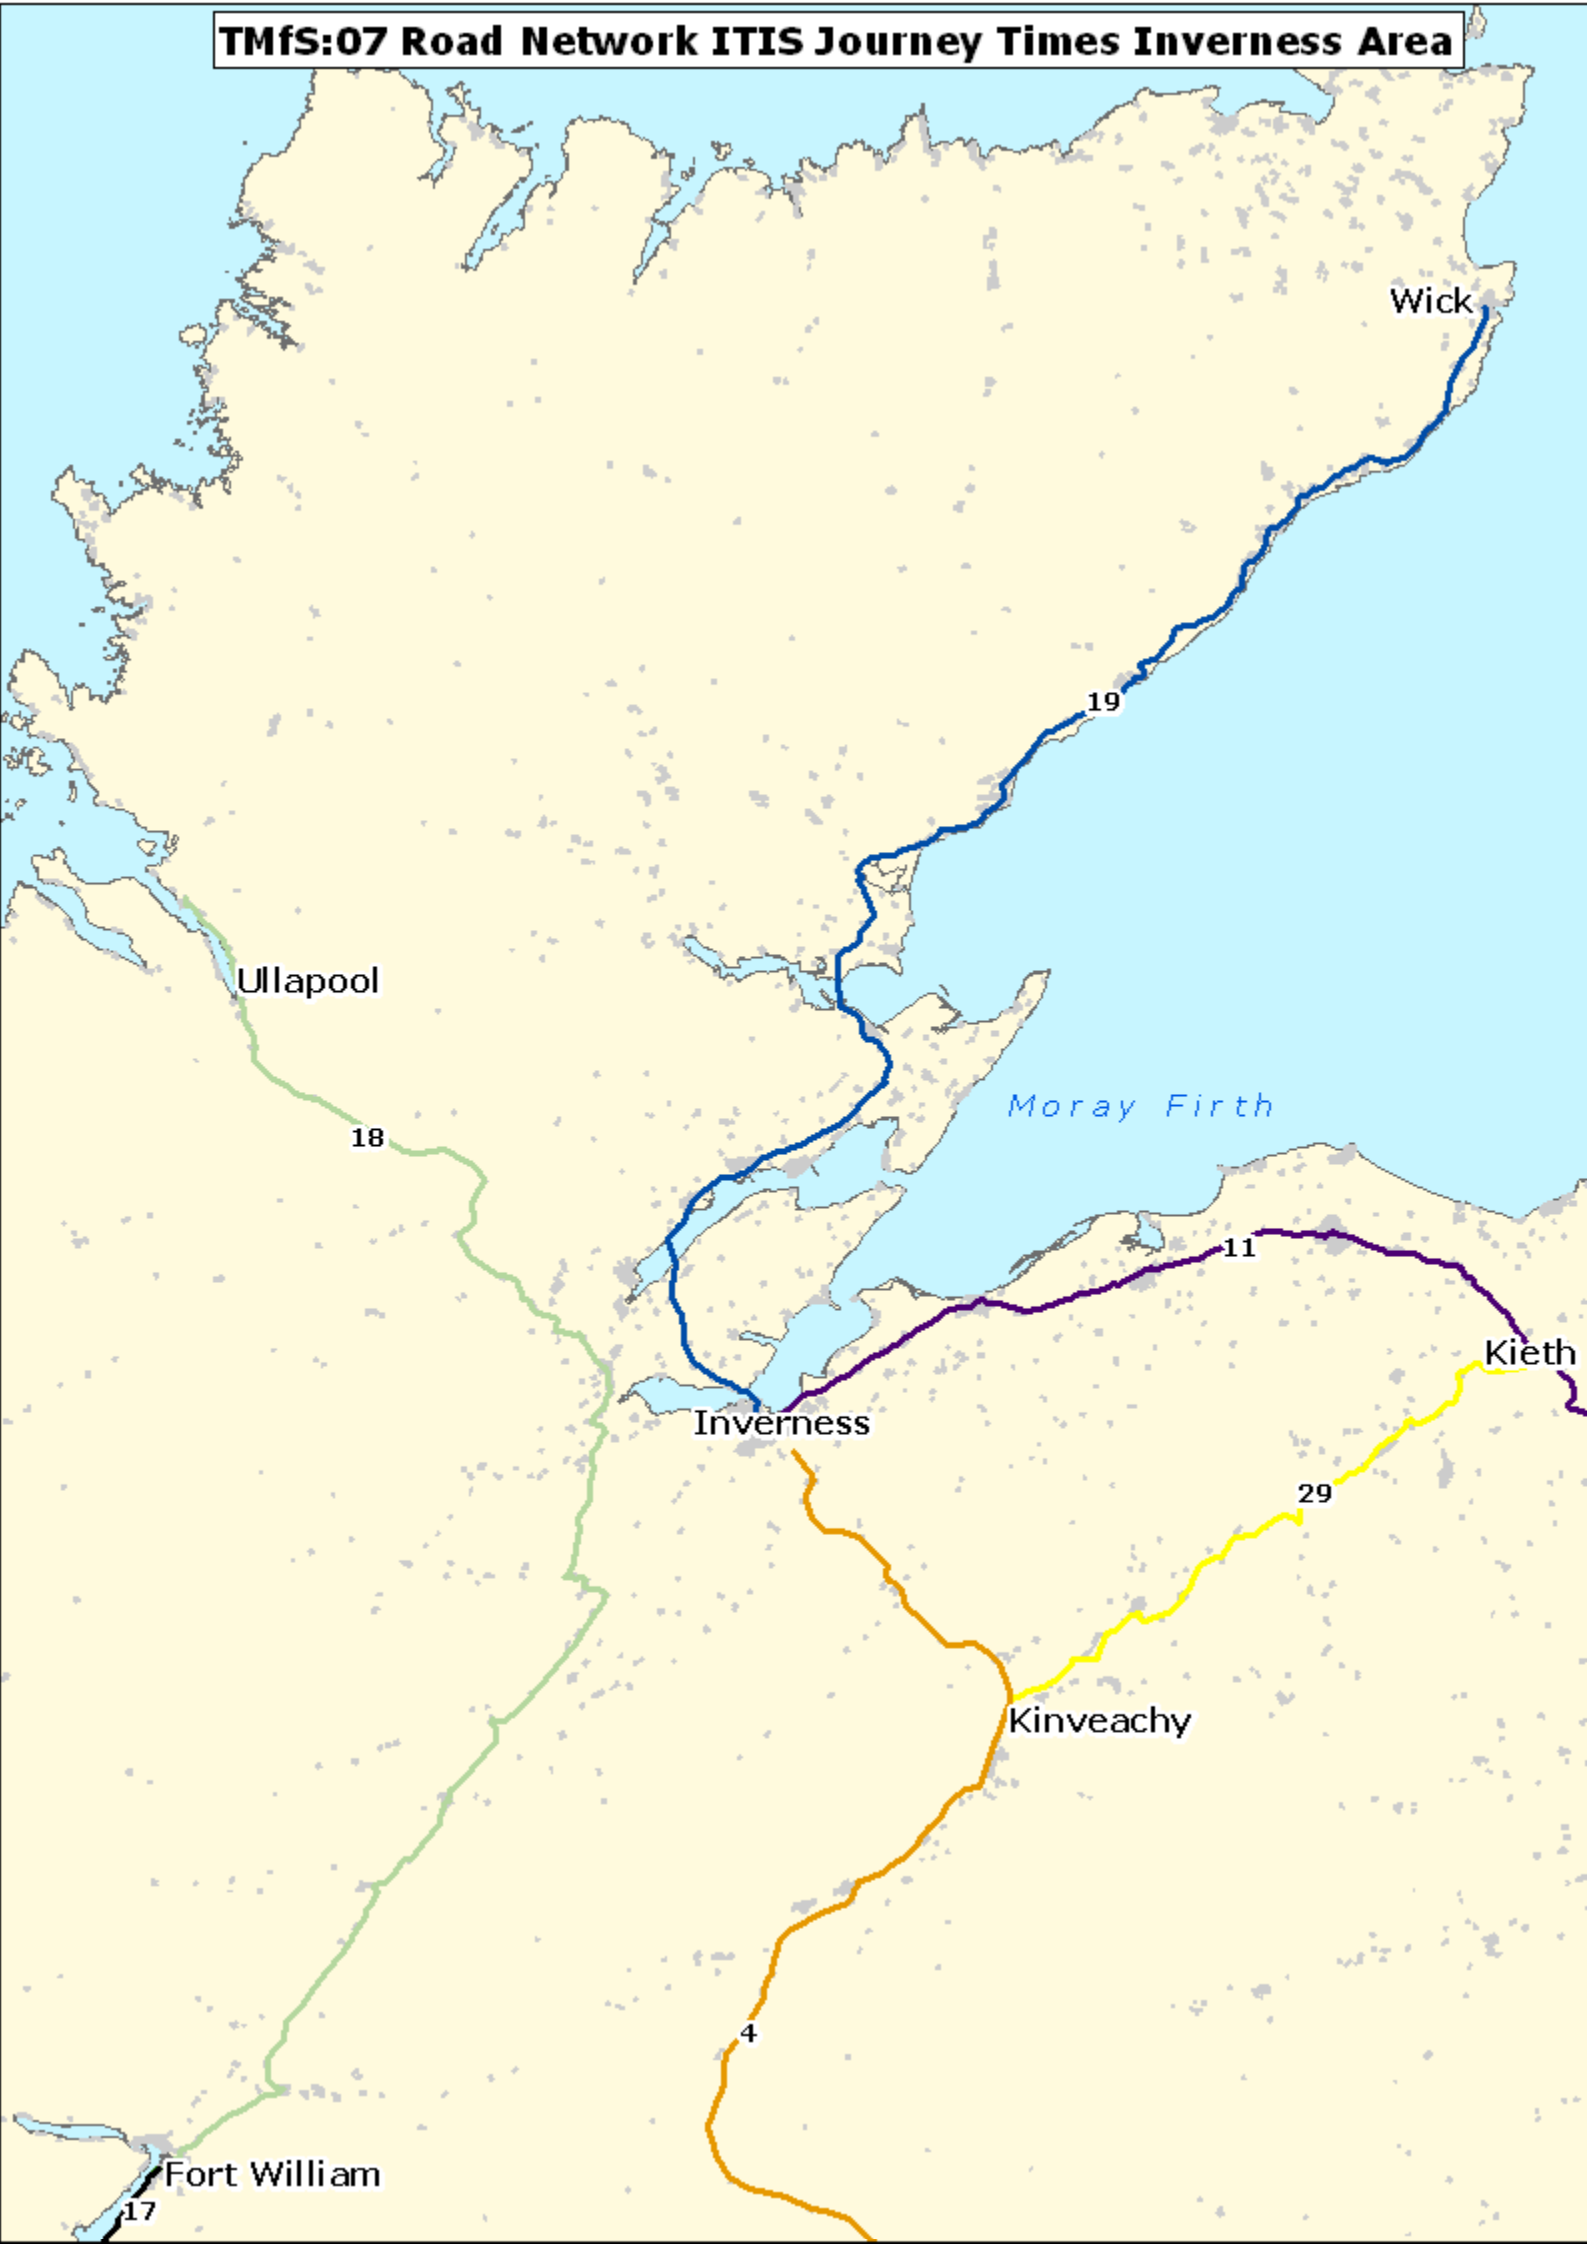 TMfS:07 Road Network ITIS Journey Times Inverness Area
Wick
19
Ullapool
Moray Firth
18
11
Kieth
Inverness
29
Kinveachy
4
Fort William
17